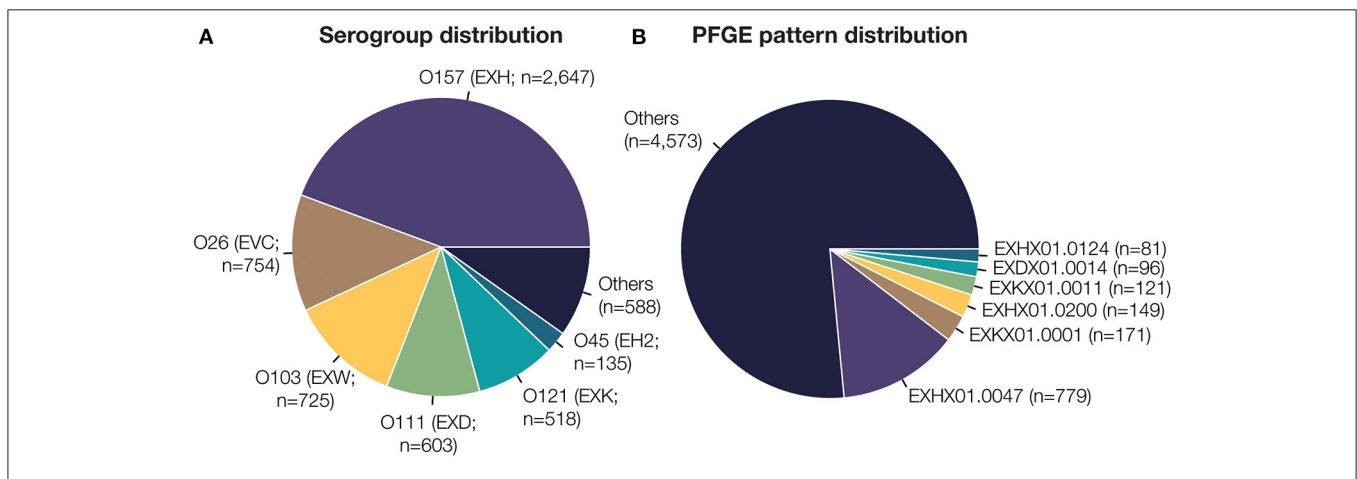 A Serogroup distribution
O157 (EXH; n=2,647)
O26 (EVC;
n=754)
O103 (EXW;
n=725)
O111 (EXD;
n=603)
O121 (EXK;
n=518)
O45 (EH2;
n=135)
Others
(n=588)
B PFGE pattern distribution
Others
(n=4,573)
EXHX01.0124 (n=81)
EXDX01.0014 (n=96)
EXKX01.0011 (n=121)
EXHX01.0200 (n=149)
EXKX01.0001 (n=171)
EXHX01.0047 (n=779)